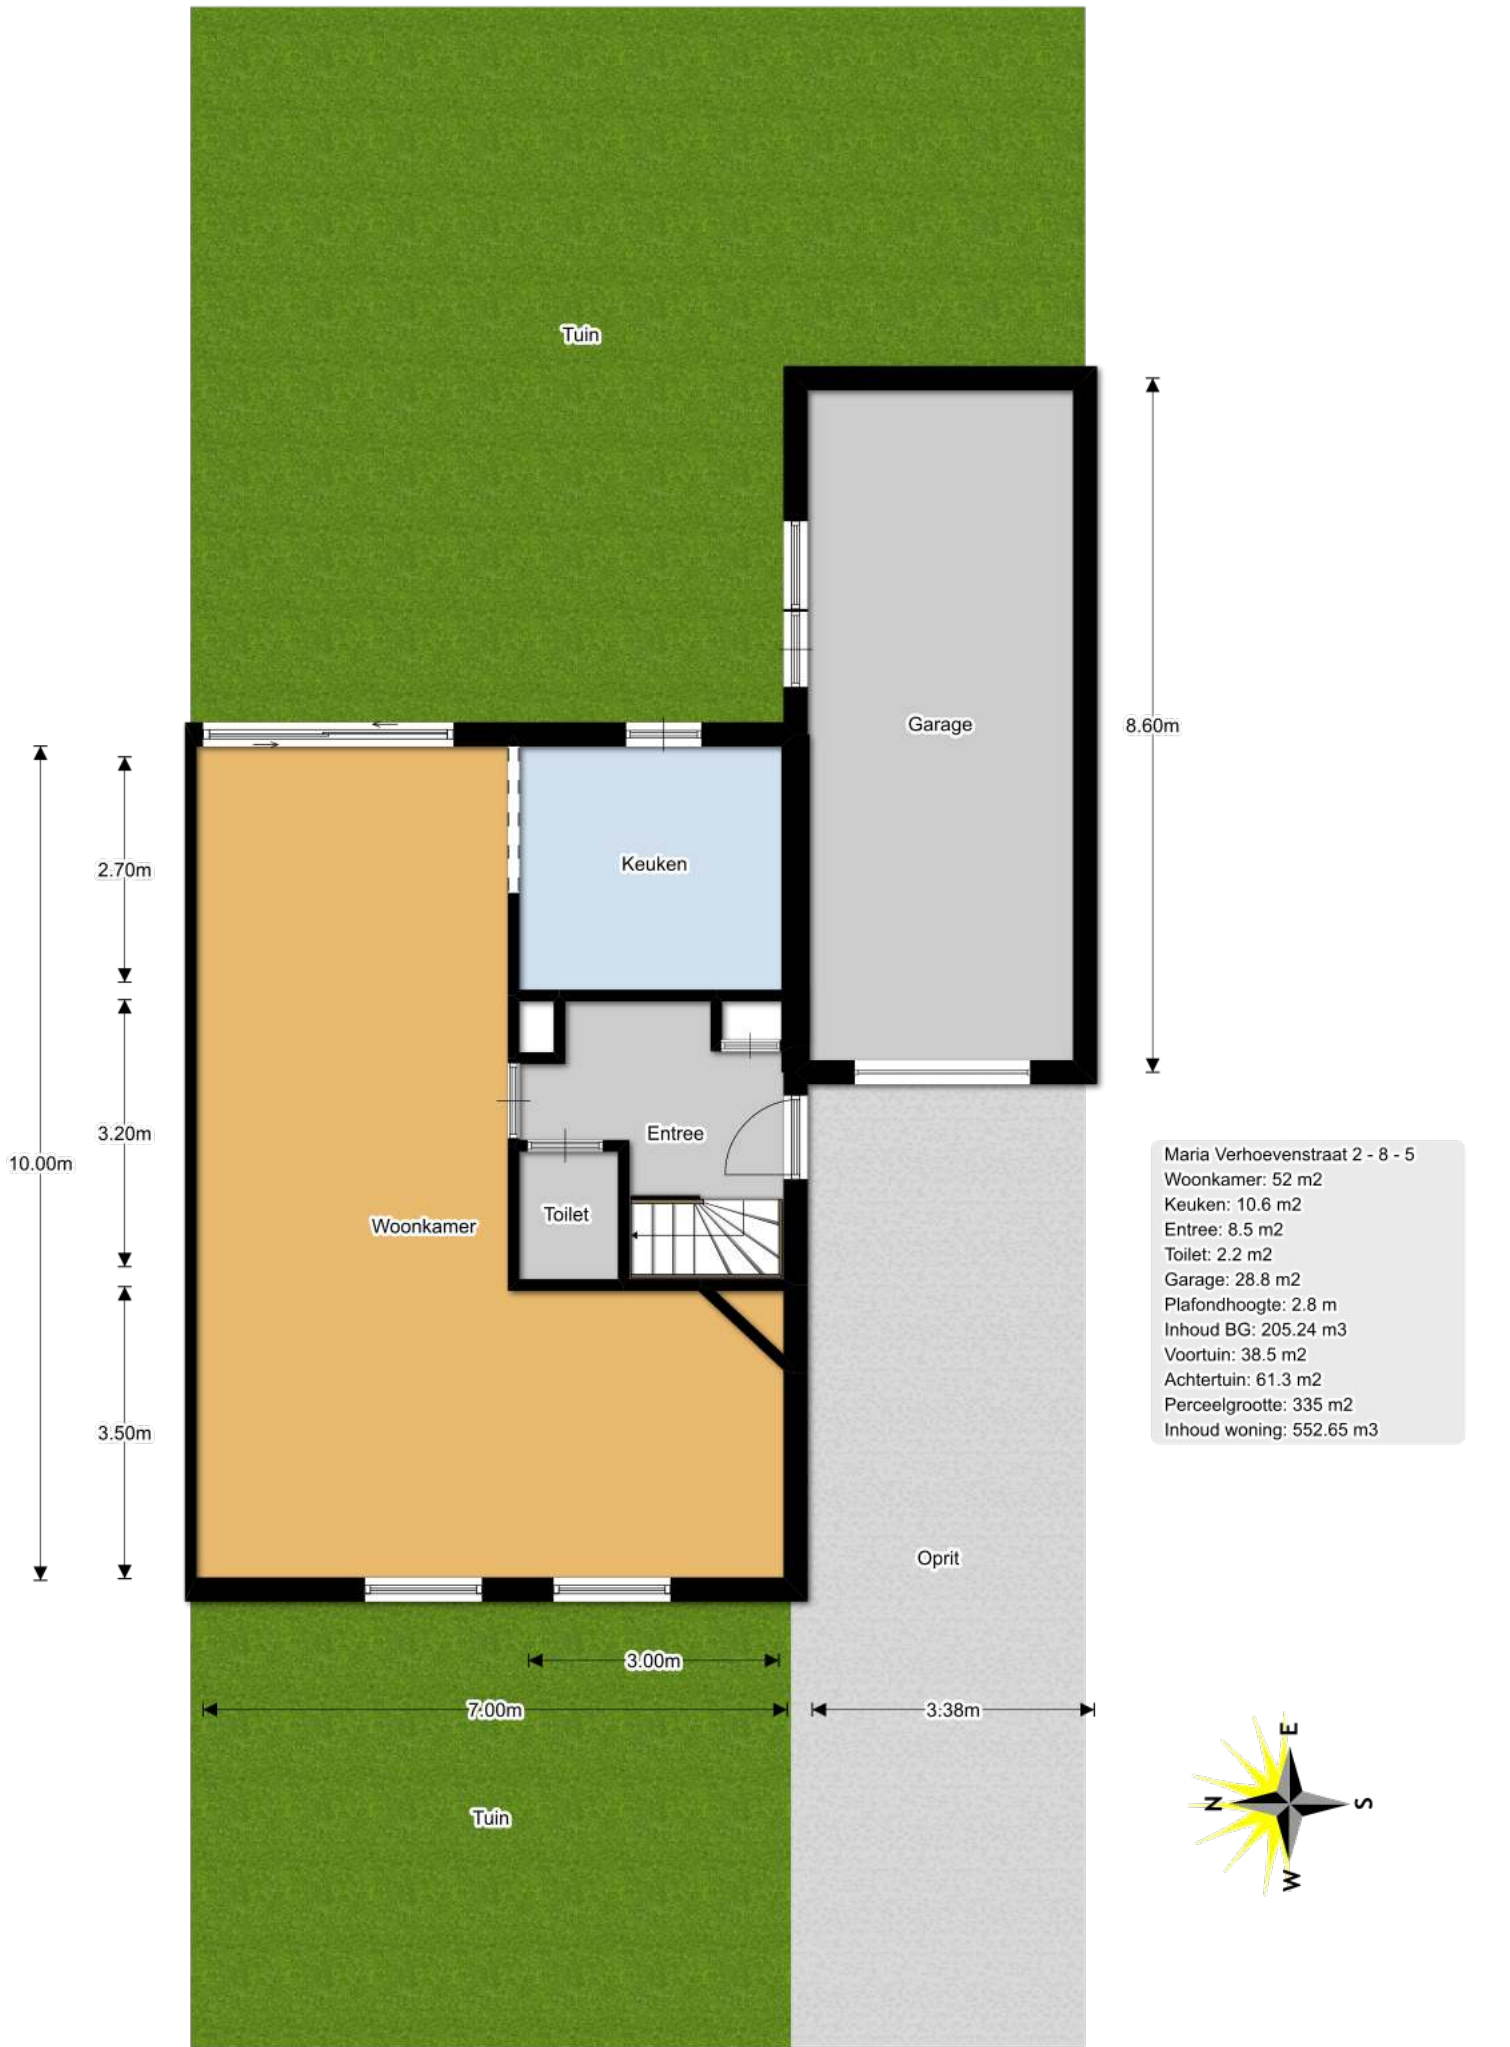 Tuin
Garage
8.60m
Keuken
2.70m
Entree
3.20m
10.00m
Toilet
Woonkamer
Maria Verhoevenstraat 2 - 8 - 5
Woonkamer: 52 m2
Keuken: 10.6 m2
Entree: 8.5 m2
Toilet: 2.2 m2
Garage: 28.8 m2
Plafondhoogte: 2.8 m
Inhoud BG: 205.24 m3
Voortuin: 38.5 m2
Achtertuin: 61.3 m2
Perceelgrootte: 335 m2
Inhoud woning: 552.65 m3
3.50m
Oprit
3.00m
7.00m
3.38m
Tuin
E
N
S
W